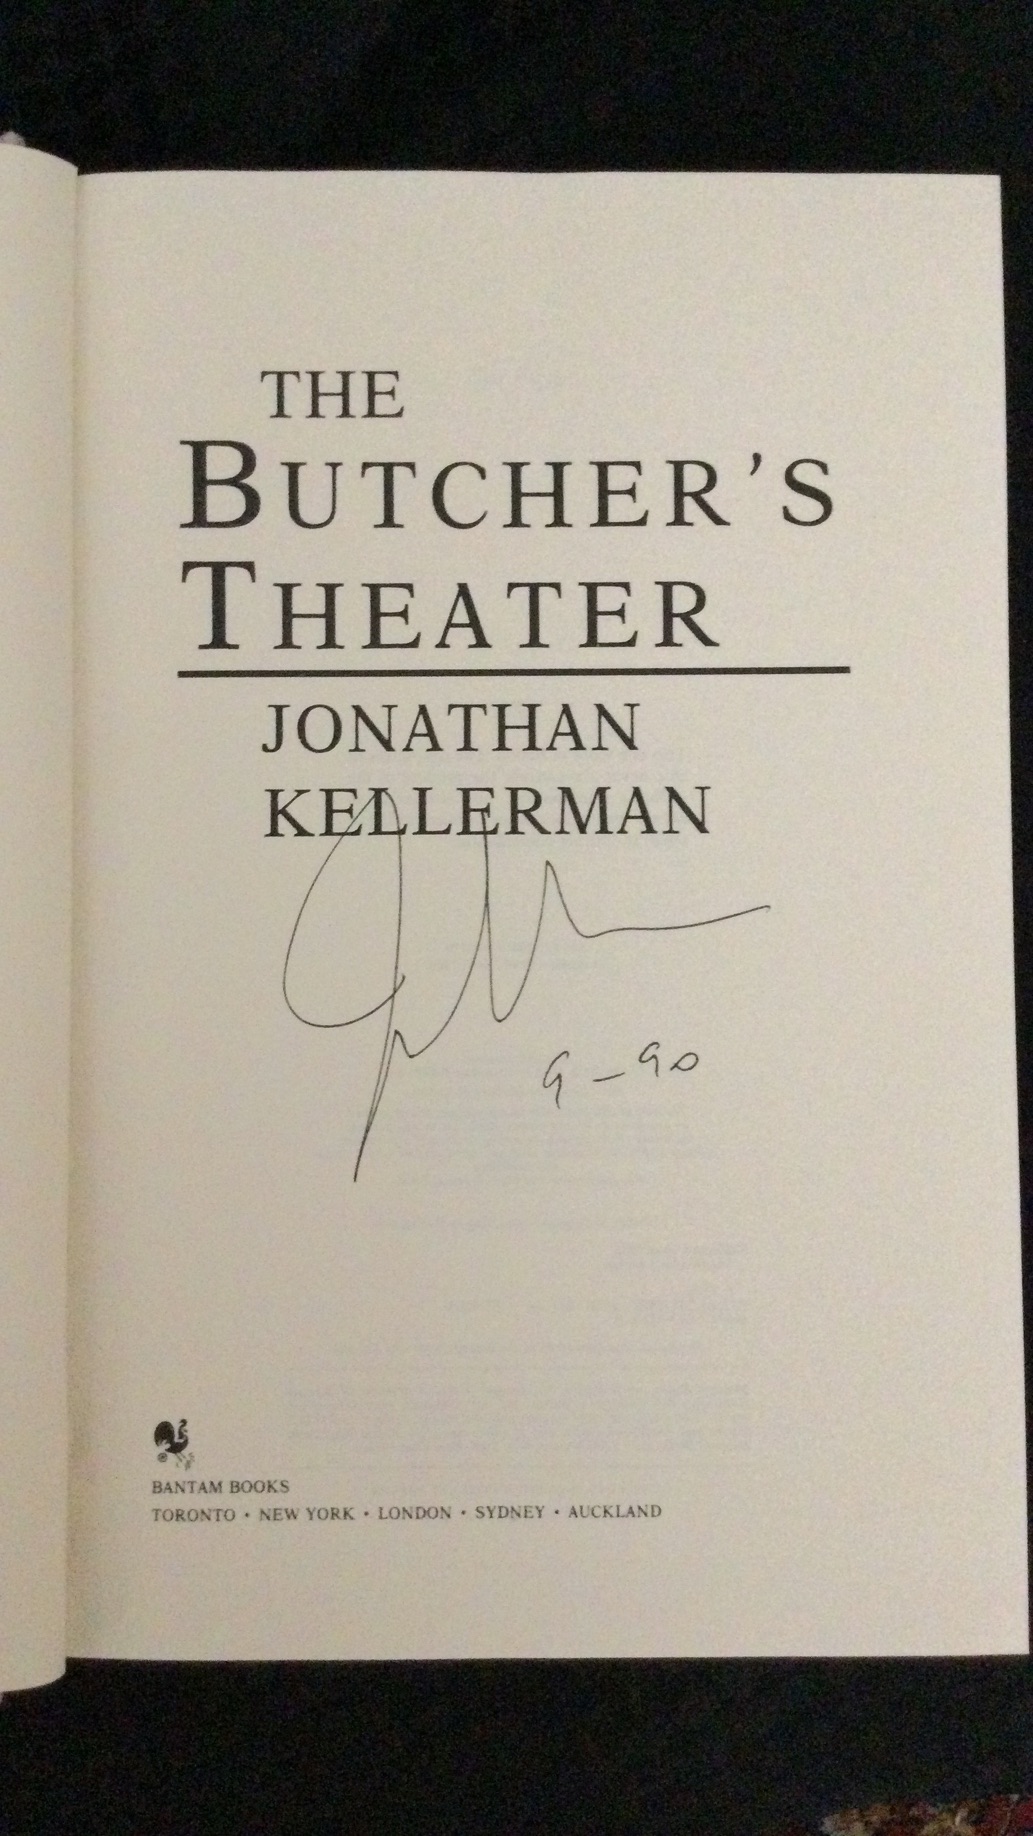 THE
BUTCHER'S
THEATER
JONATHAN
KELLERMAN
9-90
BANTAM BOOKS
TORONTO • NEW YORK • LONDON • SYDNEY • AUCKLAND